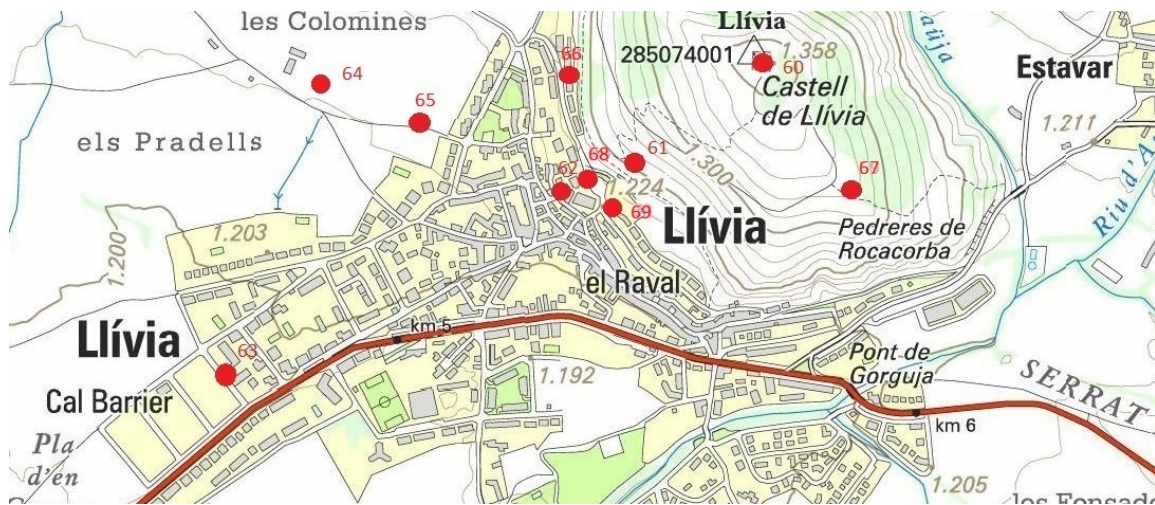 les Colomines
Llívia
aüja
66
285074001
1.358
60
64
Castell
de Llívia
Estavar
65
1.211
els Pradells
61
68
1.300
62
67
1.224
69
Llívia
Pedreres de
Rocacorba
Riu d'A
1.203
1.200
el Raval
km 5
Llívia
63
Pont de
Gorguja
1.192
SERRAT
Cal Barrier
km 6
Pla
d'en
1.205
los Fonsad